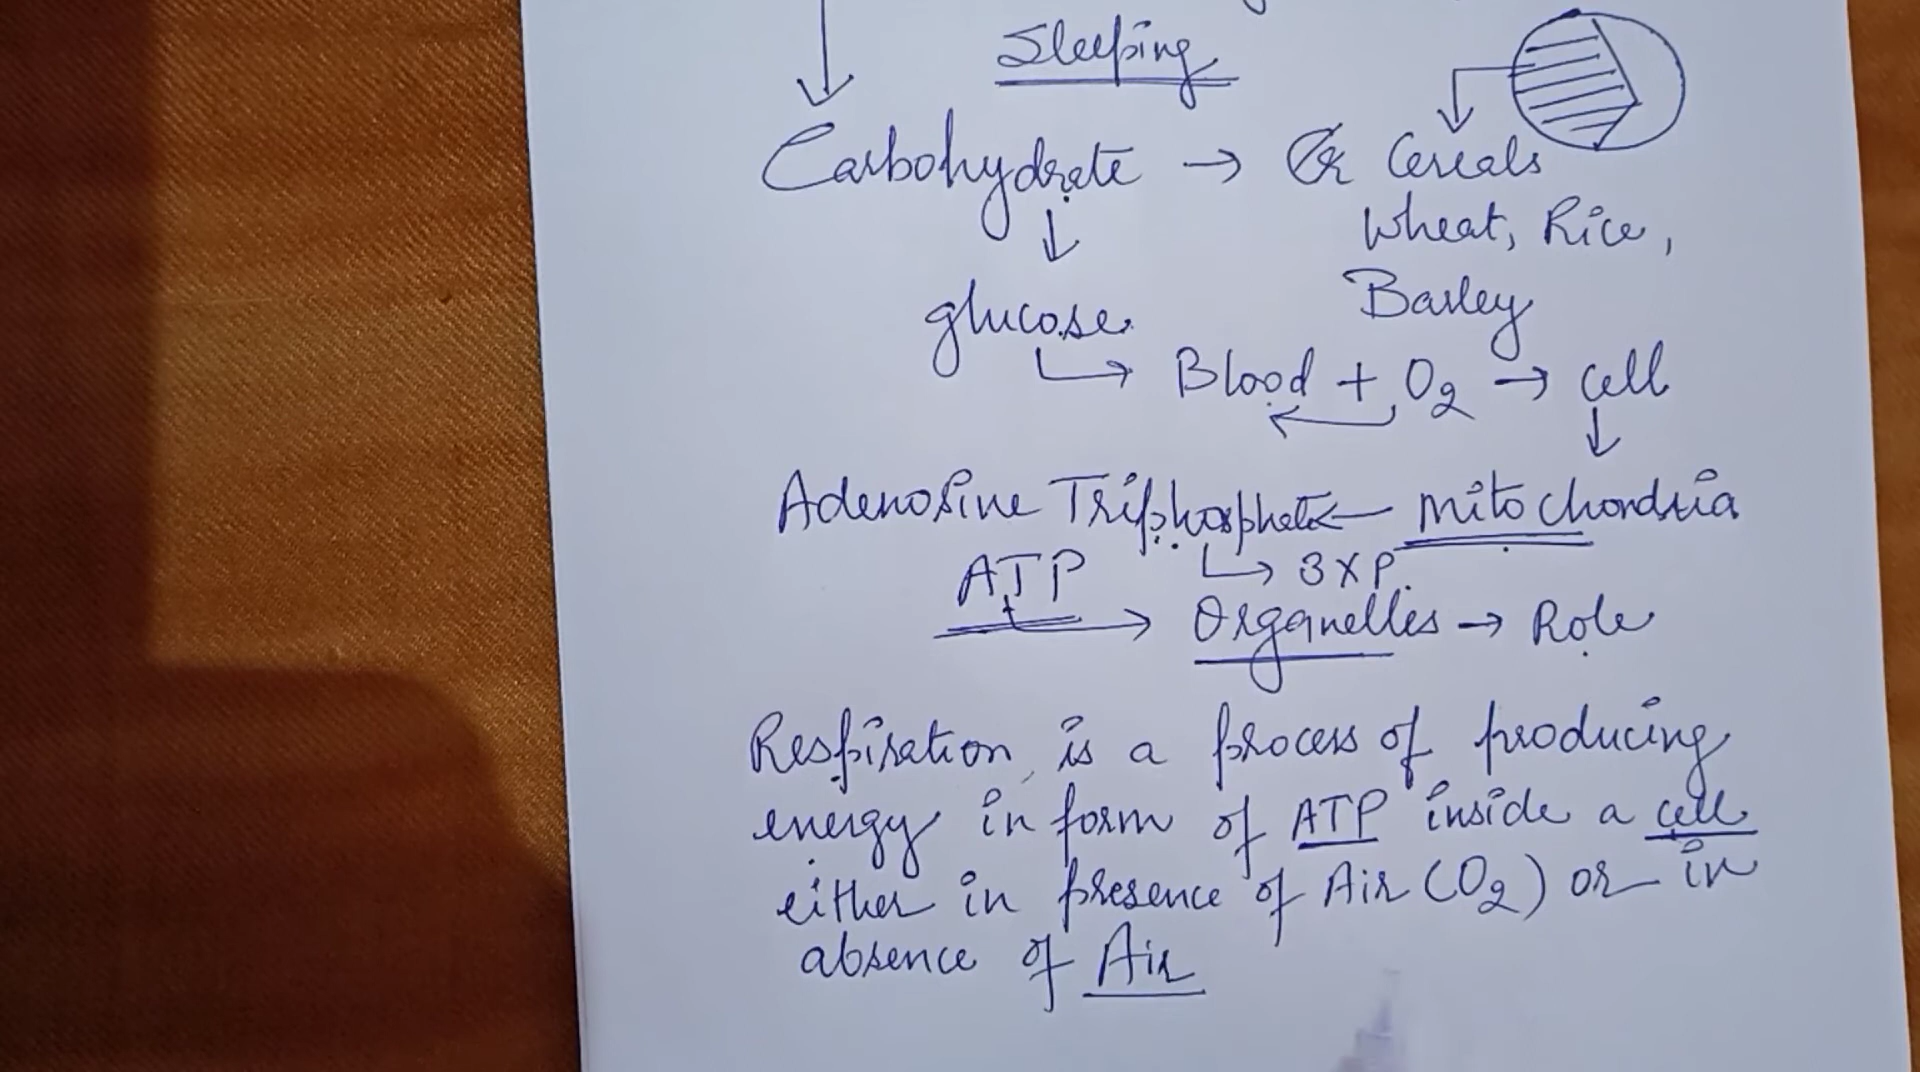 Sleeping
Carbohydrate → Cereals
Wheat, Rice,
Barley
glucose
Blood + O2 → cell
Adenosine Triphosphate ← mitochondria
ATP → 3XP
Organelles → Role
Respiration is a process of producing
energy in form of ATP inside a cell
either in presence of Air (O2) or in
absence of Air